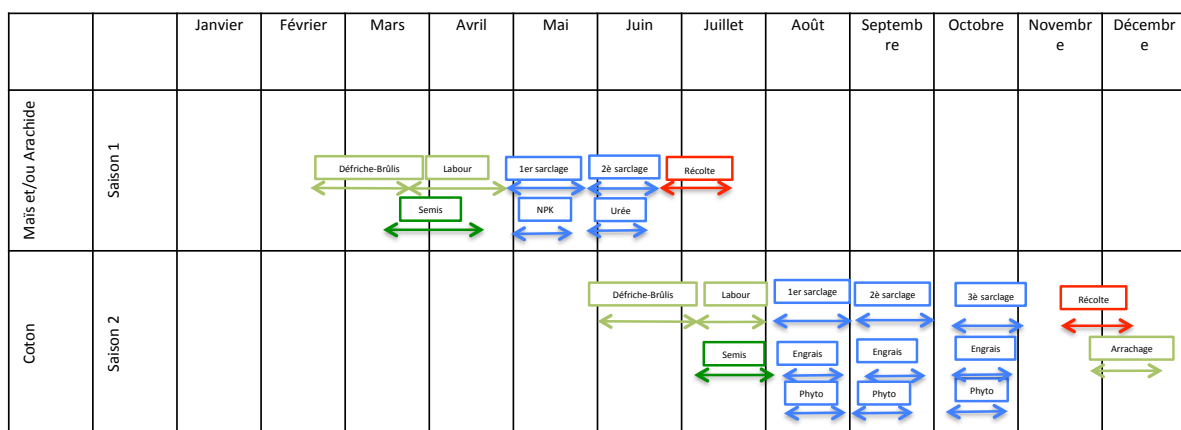 Janvier
Février
Mars
Avril
Mai
Juin
Juillet
Août
Septemb
re
Octobre
Novembr
e
Décembr
e
Maïs et/ou Arachide
Saison 1
Défriche-Brûlis
Labour
1er sarclage
2è sarclage
Récolte
Semis
NPK
Urée
Coton
Saison 2
Défriche-Brûlis
Labour
1er sarclage
2è sarclage
3è sarclage
Récolte
Semis
Engrais
Engrais
Engrais
Arrachage
Phyto
Phyto
Phyto